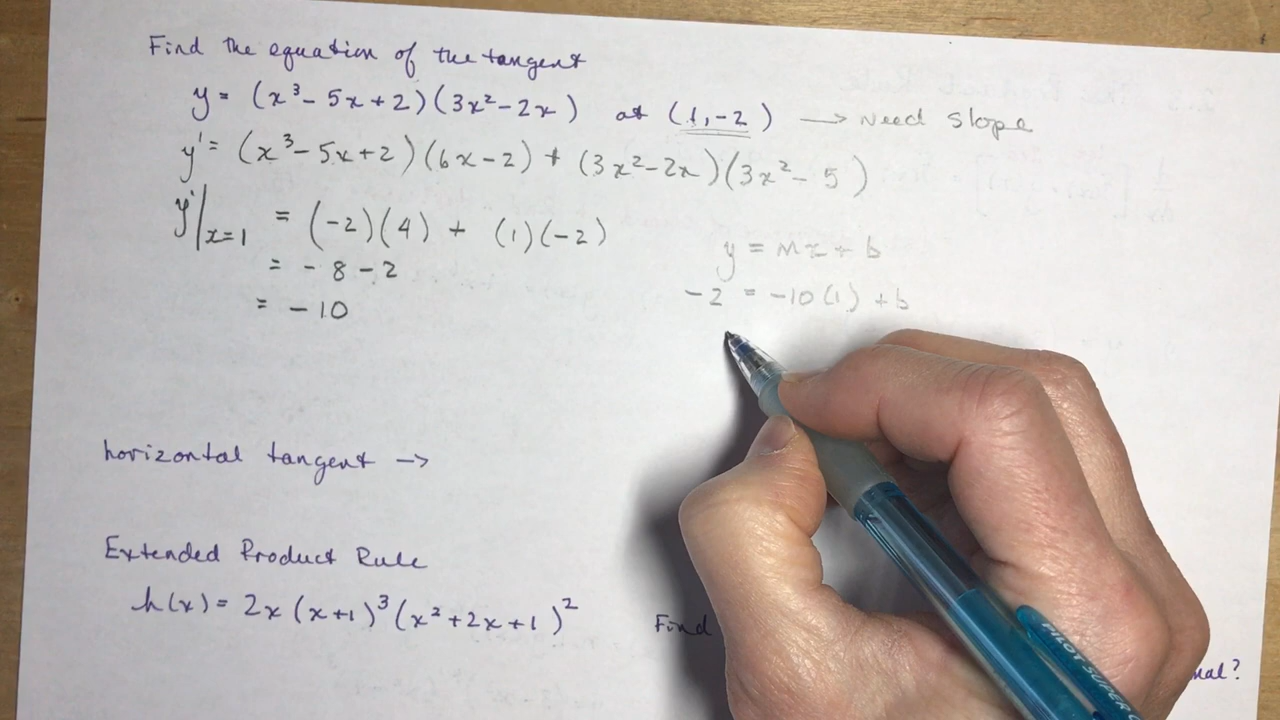 Find the equation of the tangent
y = (x³ - 5x + 2)(3x² - 2x) at (1, -2) → Need slope
y' = (x³ - 5x + 2)(6x - 2) + (3x² - 2x)(3x² - 5)
y'|x=1 = (-2)(4) + (1)(-2)
= -8 - 2
= -10
y = mx + b
-2 = -10(1) + b
horizontal tangent →
Extended Product Rule
h(x) = 2x(x+1)³(x² + 2x + 1)²
Find
PILOT SUPER